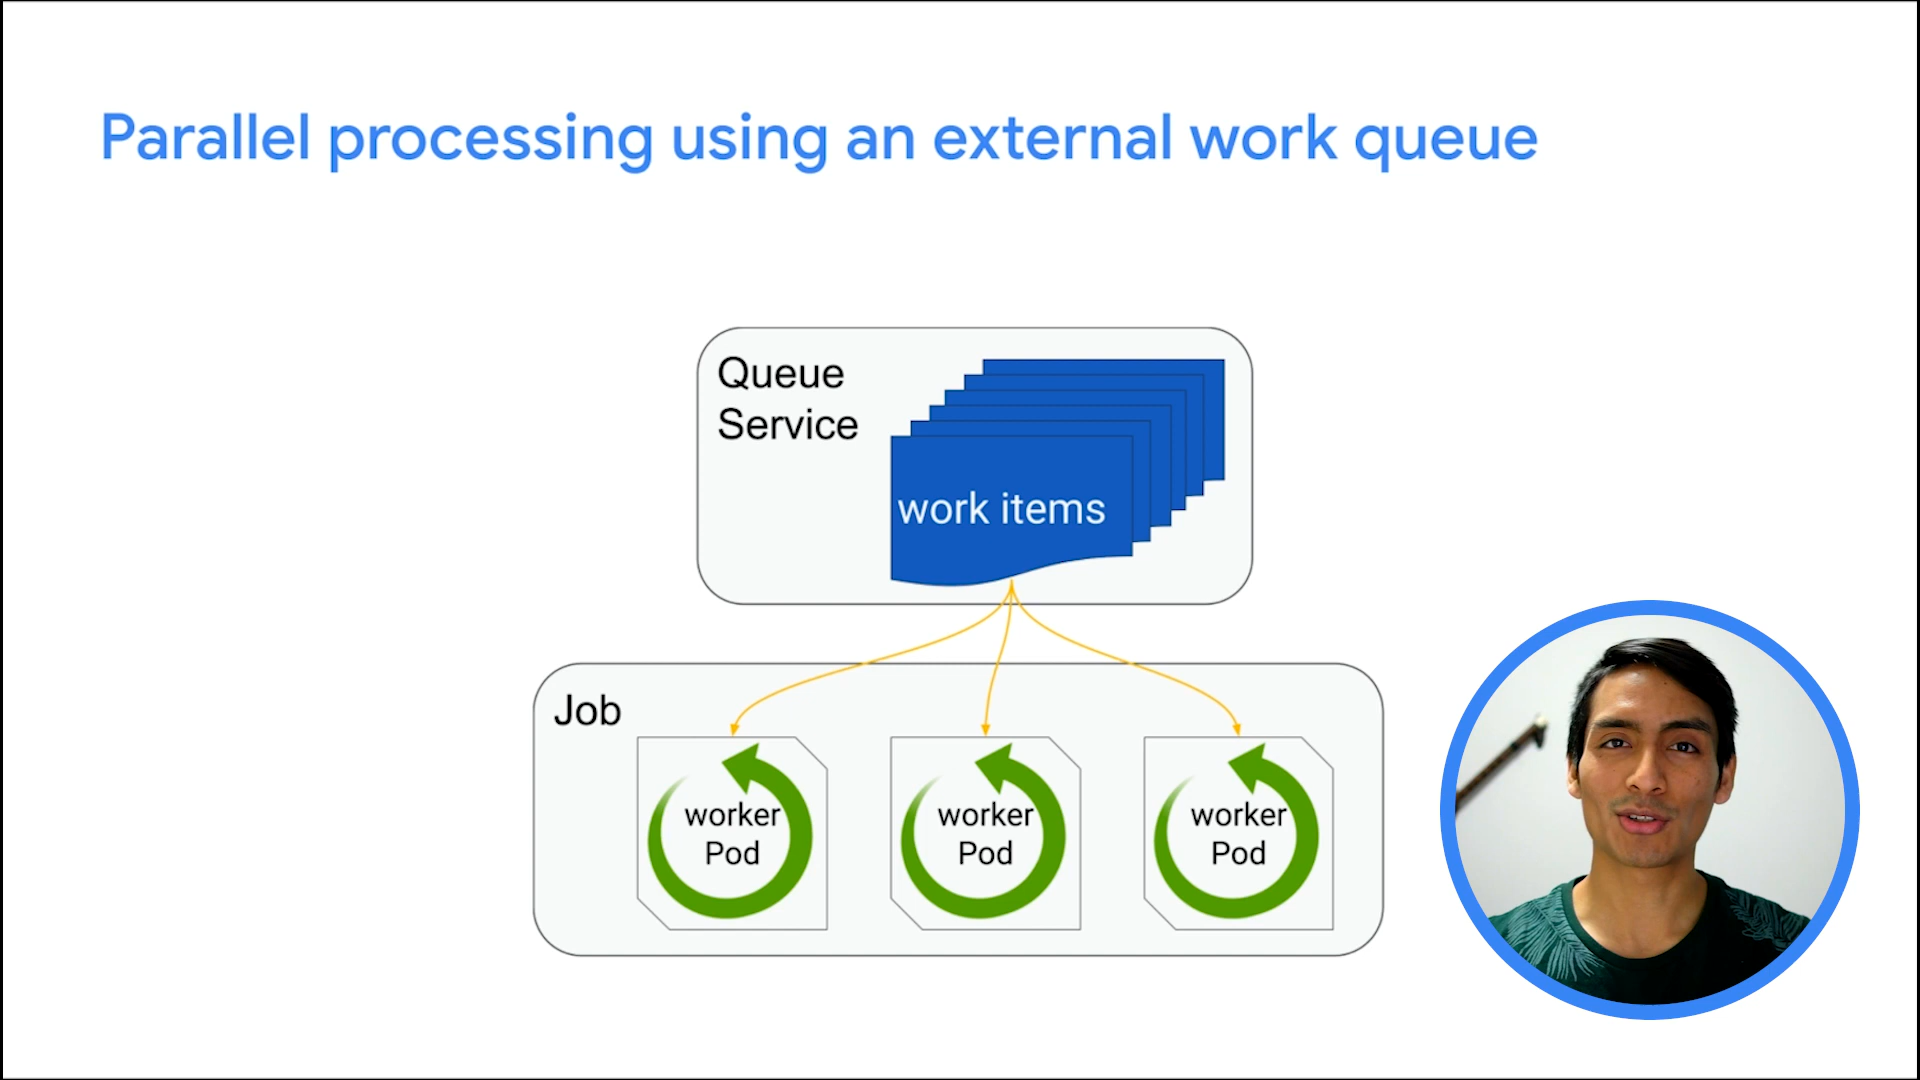 Parallel processing using an external work queue
Queue
Service
work items
Job
worker
Pod
worker
Pod
worker
Pod